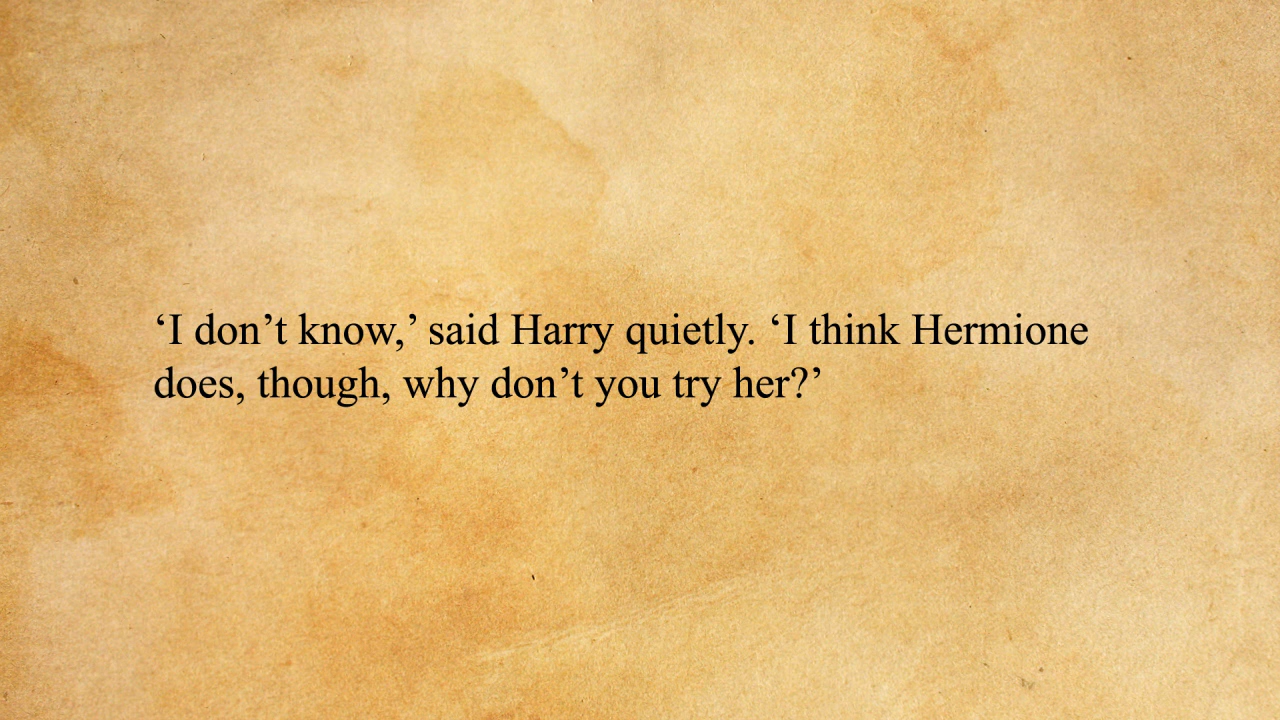 ‘I don’t know,’ said Harry quietly. ‘I think Hermione
does, though, why don’t you try her?’